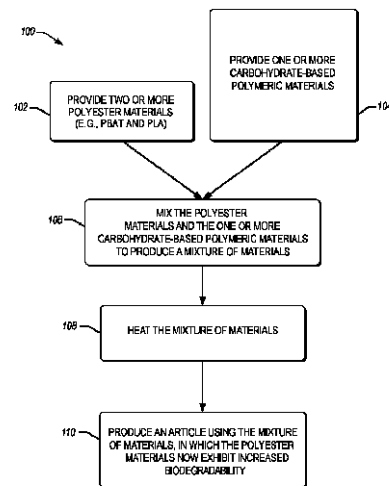 100
PROVIDE ONE OR MORE
CARBOHYDRATE-BASED
POLYMERIC MATERIALS
PROVIDE TWO OR MORE
POLYESTER MATERIALS
(E.G., PBAT AND PLA)
102
104
MIX THE POLYESTER
MATERIALS AND THE ONE OR MORE
CARBOHYDRATE-BASED POLYMERIC MATERIALS
TO PRODUCE A MIXTURE OF MATERIALS
106
HEAT THE MIXTURE OF MATERIALS
108
PRODUCE AN ARTICLE USING THE MIXTURE
OF MATERIALS, IN WHICH THE POLYESTER
MATERIALS NOW EXHIBIT INCREASED
BIODEGRADABILITY
110